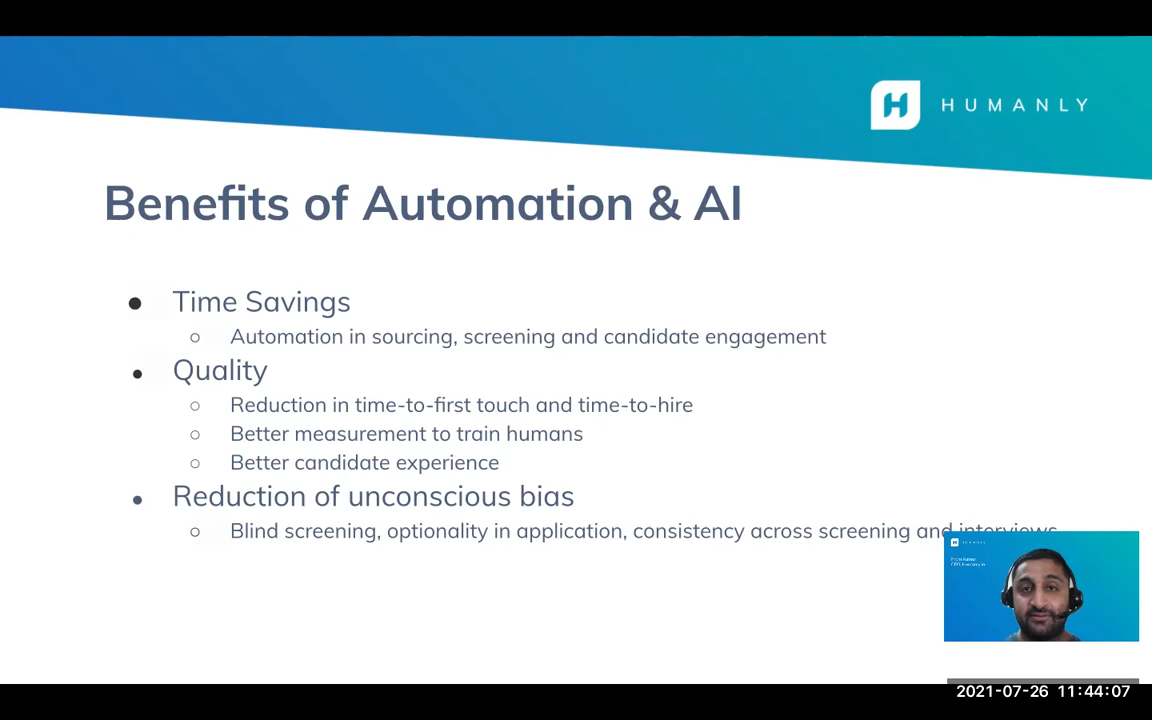 HUMANLY
Benefits of Automation & AI
● Time Savings
○ Automation in sourcing, screening and candidate engagement
● Quality
○ Reduction in time-to-first touch and time-to-hire
○ Better measurement to train humans
○ Better candidate experience
● Reduction of unconscious bias
○ Blind screening, optionality in application, consistency across screening and interviews
2021-07-26 11:44:07